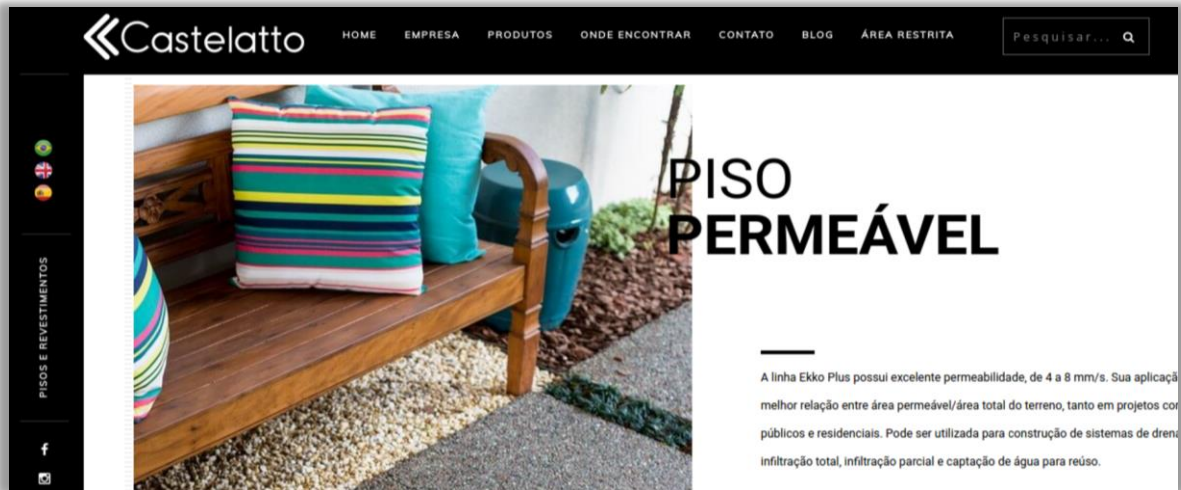 Castelatto
HOME EMPRESA PRODUTOS ONDE ENCONTRAR CONTATO BLOG ÁREA RESTRITA
Pesquisar...
PISOS E REVESTIMENTOS
PISO
PERMEÁVEL
A linha Ekko Plus possui excelente permeabilidade, de 4 a 8 mm/s. Sua
melhor relação entre área permeável/área total do terreno, tanto em projetos
públicos e residenciais. Pode ser utilizada para construção de sistemas de
infiltração total, infiltração parcial e captação de água para reúso.